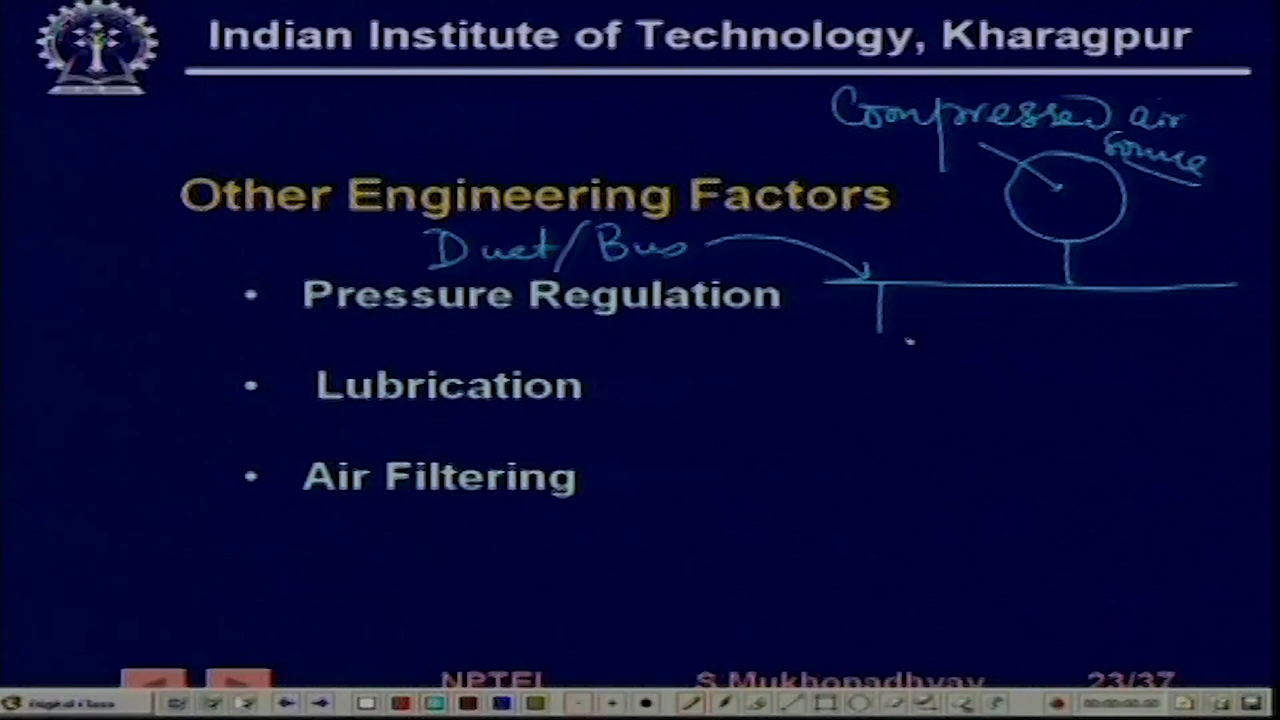 Indian Institute of Technology, Kharagpur
Compressed air
Source
Other Engineering Factors
Duct/Bus
• Pressure Regulation
• Lubrication
• Air Filtering
NPTEL
S Mukhopadhyay
23/37